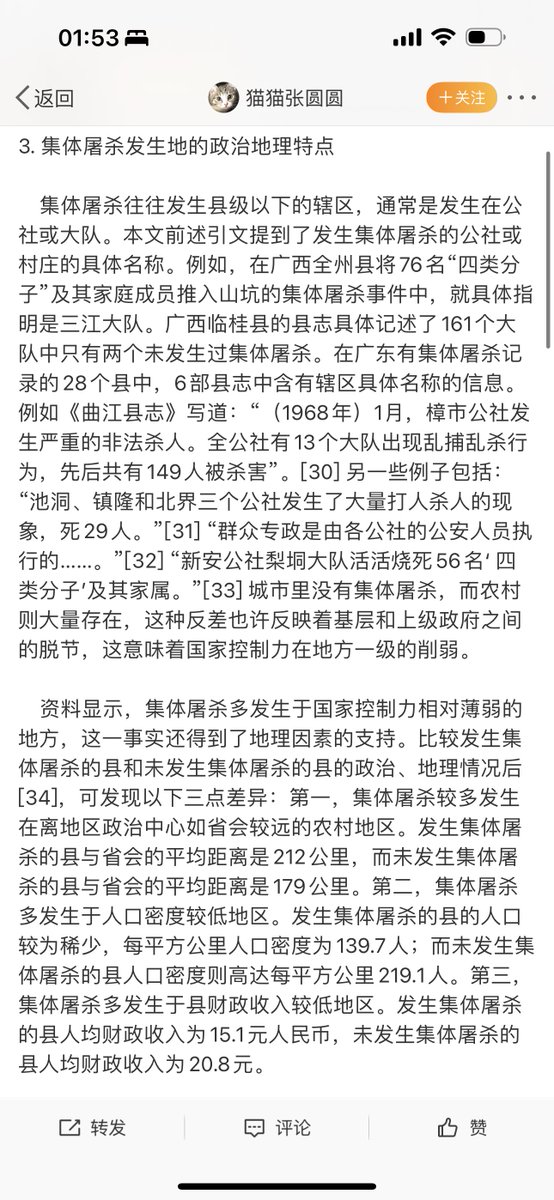 01:53
返回
猫猫张圆圆
+关注
3. 集体屠杀发生地的政治地理特点
集体屠杀往往发生县级以下的辖区，通常是发生在公
社或大队。本文前述引文提到了发生集体屠杀的公社或
村庄的具体名称。例如，在广西全州县将76名“四类分
子”及其家庭成员推入山坑的集体屠杀事件中，就具体指
明是三江大队。广西临桂县的县志具体记述了161个大
队中只有两个未发生过集体屠杀。在广东有集体屠杀记
录的28个县中，6部县志中含有辖区具体名称的信息。
例如《曲江县志》写道：“（1968年）1月，樟市公社发
生严重的非法杀人。全公社有13个大队出现乱捕乱杀行
为，先后共有149人被杀害”。[30] 另一些例子包括：
“池洞、镇隆和北界三个公社发生了大量打人杀人的现
象，死29人。”[31] “群众专政是由各公社的公安人员执
行的……。”[32] “新安公社梨垌大队活活烧死56名‘ 四
类分子’及其家属。”[33] 城市里没有集体屠杀，而农村
则大量存在，这种反差也许反映着基层和上级政府之间
的脱节，这意味着国家控制力在地方一级的削弱。
资料显示，集体屠杀多发生于国家控制力相对薄弱的
地方，这一事实还得到了地理因素的支持。比较发生集
体屠杀的县和未发生集体屠杀的县的政治、地理情况后
[34]，可发现以下三点差异：第一，集体屠杀较多发生
在离地区政治中心如省会较远的农村地区。发生集体屠
杀的县与省会的平均距离是212公里，而未发生集体屠
杀的县与省会的平均距离是179公里。第二，集体屠杀
多发生于人口密度较低地区。发生集体屠杀的县的人口
较为稀少，每平方公里人口密度为139.7人；而未发生集
体屠杀的县人口密度则高达每平方公里219.1人。第三，
集体屠杀多发生于县财政收入较低地区。发生集体屠杀
的县人均财政收入为15.1元人民币，未发生集体屠杀的
县人均财政收入为20.8元。
转发
评论
赞